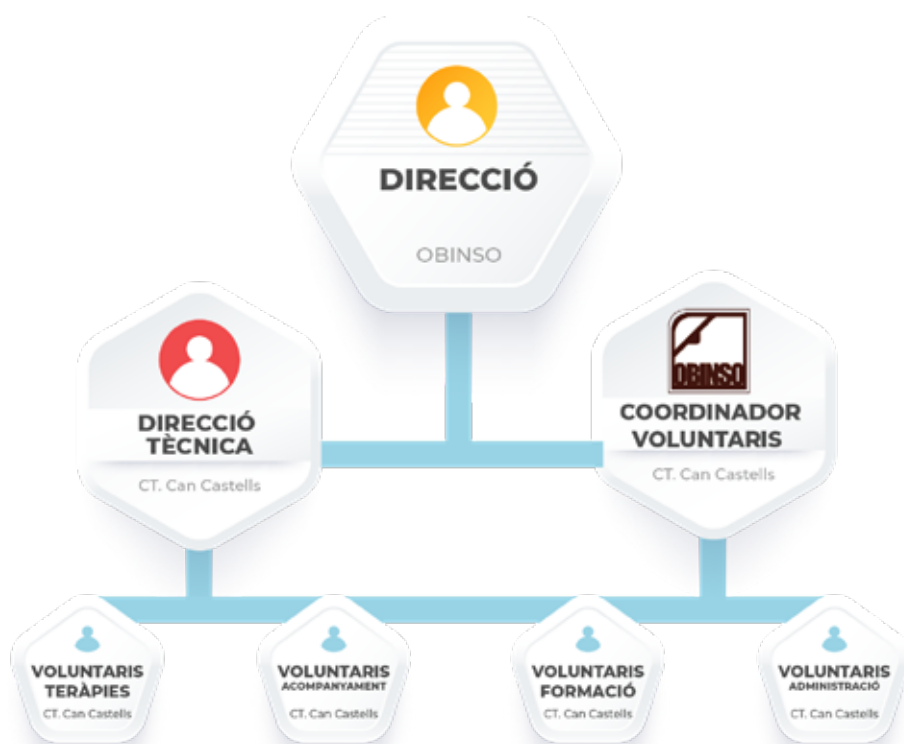 DIRECCIÓ
OBINSO
DIRECCIÓ
TÈCNICA
CT. Can Castells
OBINSO
COORDINADOR
VOLUNTARIS
CT. Can Castells
VOLUNTARIS
TERÀPIES
CT. Can Castells
VOLUNTARIS
ACOMPANYAMENT
CT. Can Castells
VOLUNTARIS
FORMACIÓ
CT. Can Castells
VOLUNTARIS
ADMINISTRACIÓ
CT. Can Castells